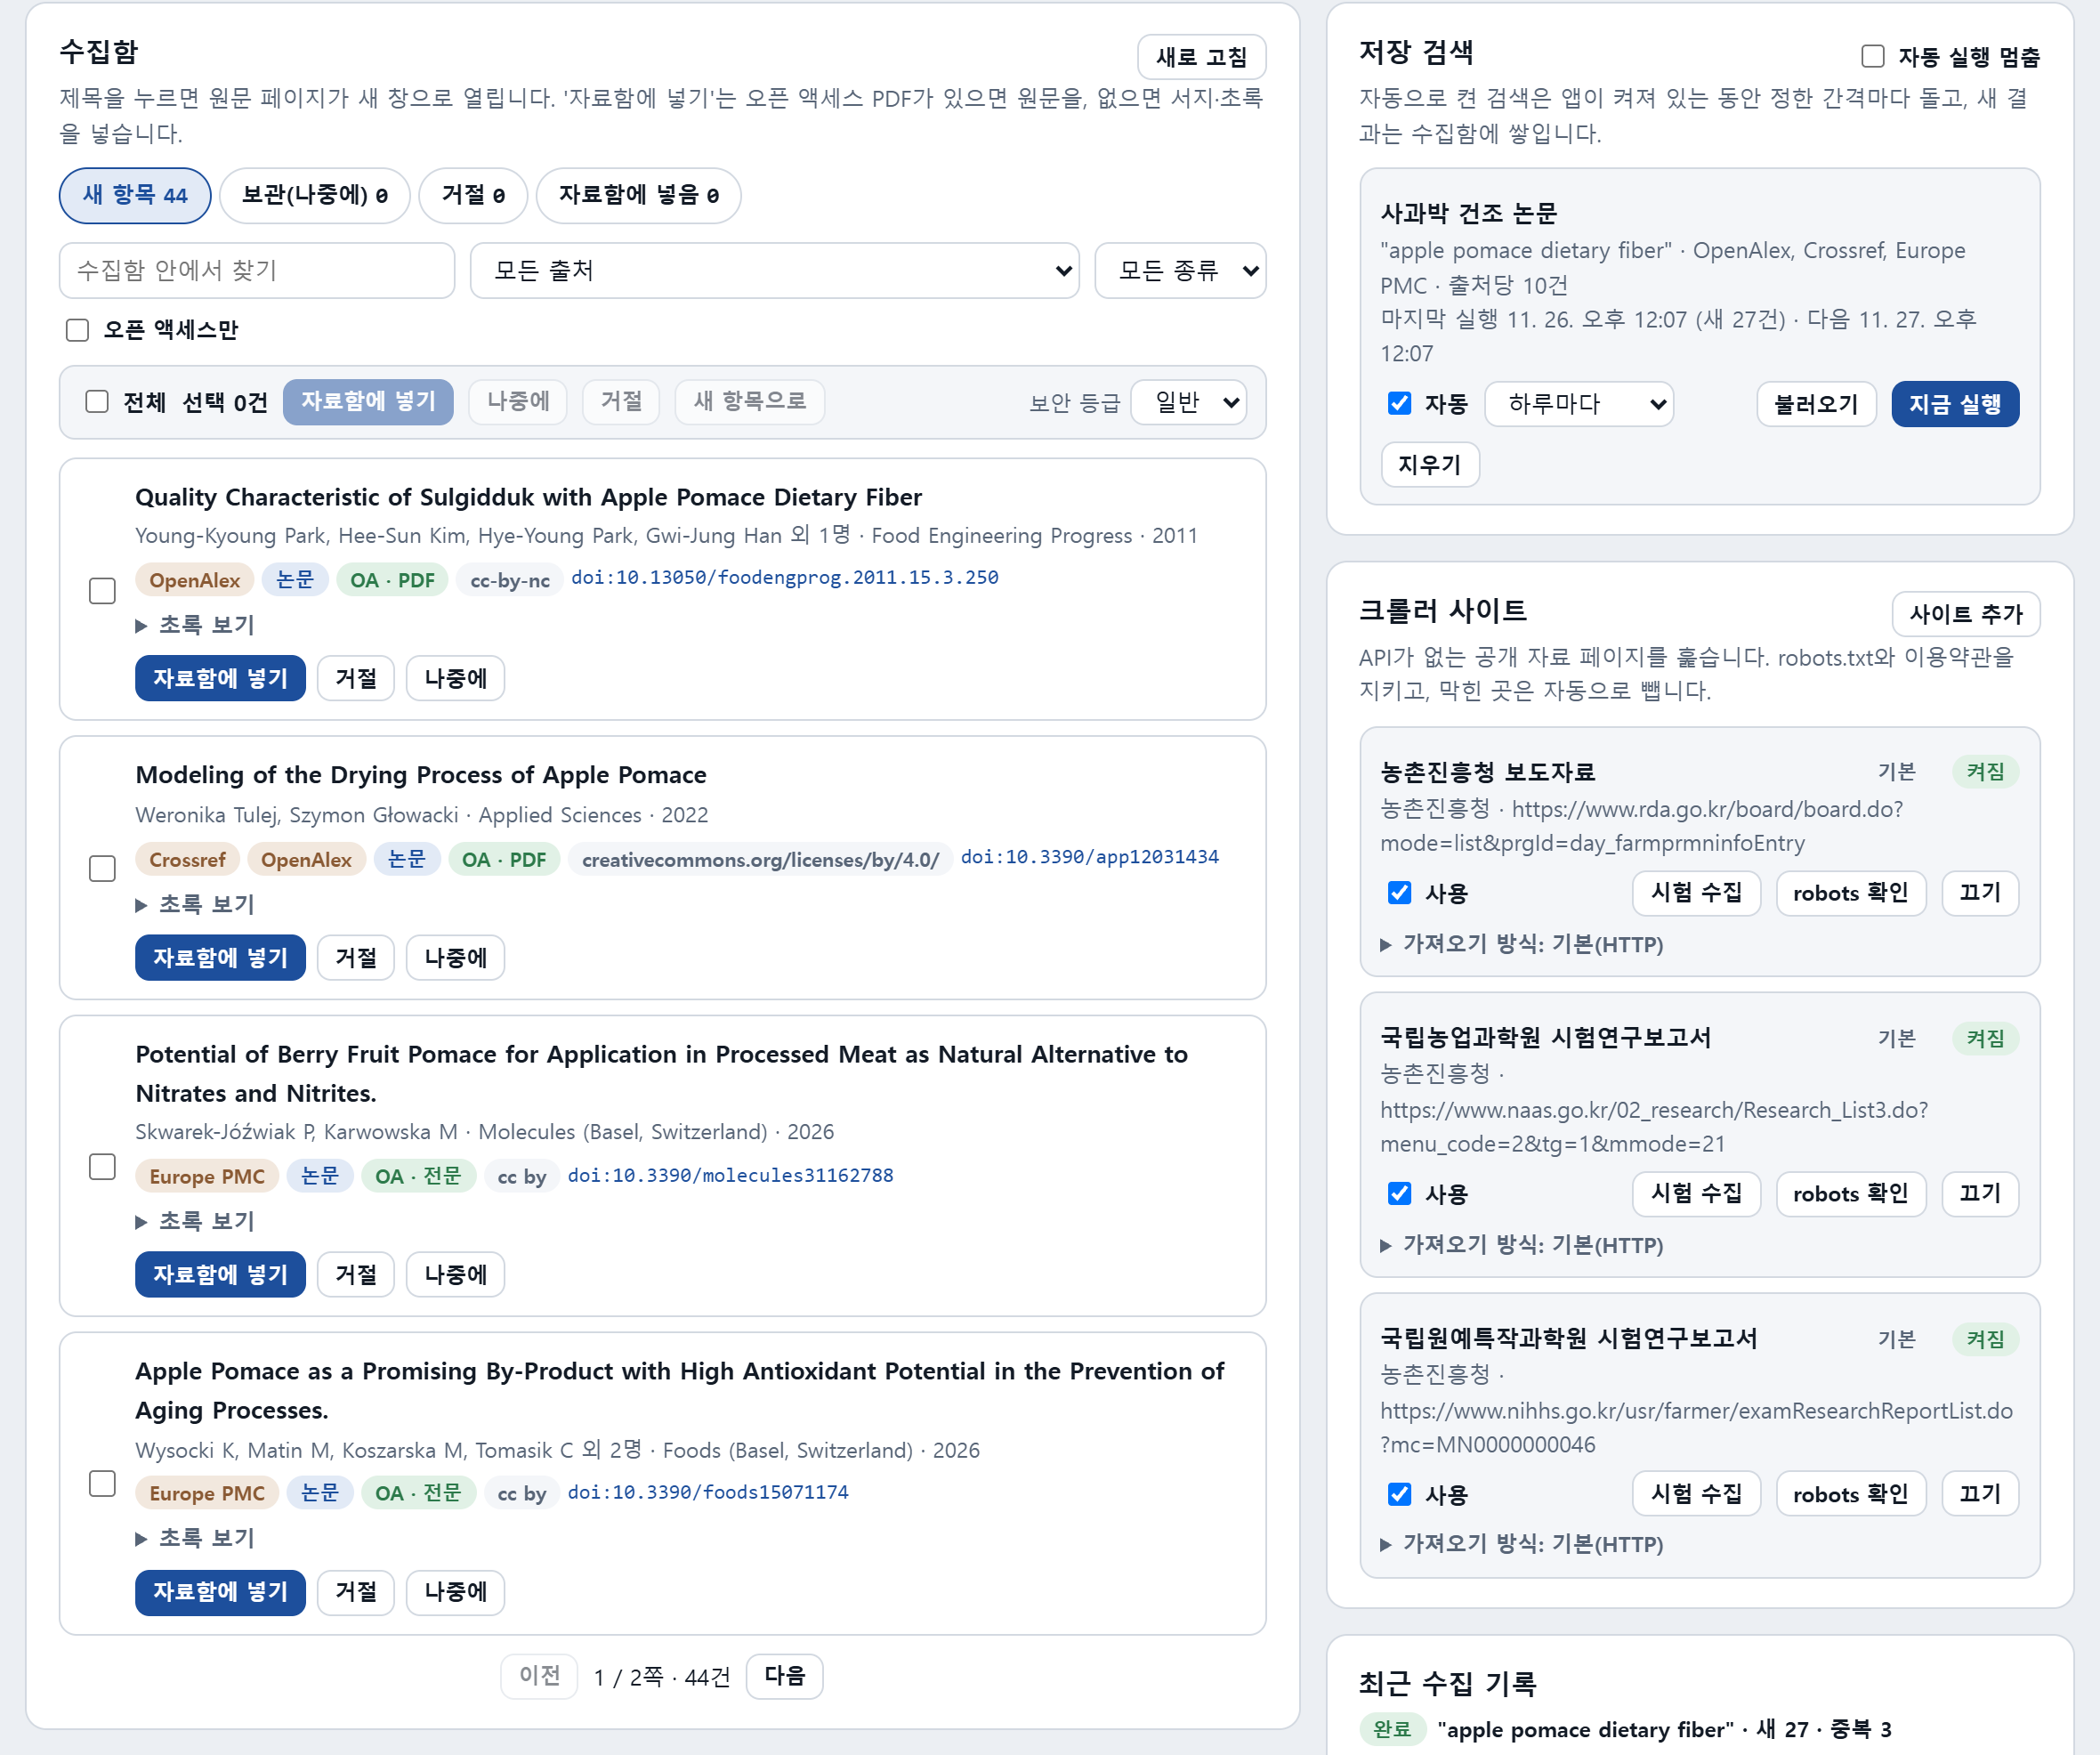 수집함
새로 고침
제목을 누르면 원문 페이지가 새 창으로 열립니다. '자료함에 넣기'는 오픈 액세스 PDF가 있으면 원문을, 없으면 서지·초록
을 넣습니다.
새 항목 44
보관(나중에) 0
거절 0
자료함에 넣음 0
수집함 안에서 찾기
모든 출처
모든 종류
오픈 액세스만
전체 선택 0건 자료함에 넣기 나중에 거절 새 항목으로 보안 등급 일반
Quality Characteristic of Sulgidduk with Apple Pomace Dietary Fiber
Young-Kyoung Park, Hee-Sun Kim, Hye-Young Park, Gwi-Jung Han 외 1명 · Food Engineering Progress · 2011
OpenAlex 논문 OA · PDF cc-by-nc doi:10.13050/foodengprog.2011.15.3.250
▶ 초록 보기
자료함에 넣기 거절 나중에
Modeling of the Drying Process of Apple Pomace
Weronika Tulej, Szymon Głowacki · Applied Sciences · 2022
Crossref OpenAlex 논문 OA · PDF creativecommons.org/licenses/by/4.0/ doi:10.3390/app12031434
▶ 초록 보기
자료함에 넣기 거절 나중에
Potential of Berry Fruit Pomace for Application in Processed Meat as Natural Alternative to
Nitrates and Nitrites.
Skwarek-Jóźwiak P, Karwowska M · Molecules (Basel, Switzerland) · 2026
Europe PMC 논문 OA · 전문 cc by doi:10.3390/molecules31162788
▶ 초록 보기
자료함에 넣기 거절 나중에
Apple Pomace as a Promising By-Product with High Antioxidant Potential in the Prevention of
Aging Processes.
Wysocki K, Matin M, Koszarska M, Tomasik C 외 2명 · Foods (Basel, Switzerland) · 2026
Europe PMC 논문 OA · 전문 cc by doi:10.3390/foods15071174
▶ 초록 보기
자료함에 넣기 거절 나중에
이전 1 / 2쪽 · 44건 다음
저장 검색
자동 실행 멈춤
자동으로 켠 검색은 앱이 켜져 있는 동안 정한 간격마다 돌고, 새 결
과는 수집함에 쌓입니다.
사과박 건조 논문
"apple pomace dietary fiber" · OpenAlex, Crossref, Europe
PMC · 출처당 10건
마지막 실행 11. 26. 오후 12:07 (새 27건) · 다음 11. 27. 오후
12:07
자동 하루마다 불러오기 지금 실행
지우기
크롤러 사이트
사이트 추가
API가 없는 공개 자료 페이지를 훑습니다. robots.txt와 이용약관을
지키고, 막힌 곳은 자동으로 뺍니다.
농촌진흥청 보도자료 기본 켜짐
농촌진흥청 · https://www.rda.go.kr/board/board.do?
mode=list&prgId=day_farmprmninfoEntry
사용 시험 수집 robots 확인 끄기
▶ 가져오기 방식: 기본(HTTP)
국립농업과학원 시험연구보고서 기본 켜짐
농촌진흥청 ·
https://www.naas.go.kr/02_research/Research_List3.do?
menu_code=2&tg=1&mmode=21
사용 시험 수집 robots 확인 끄기
▶ 가져오기 방식: 기본(HTTP)
국립원예특작과학원 시험연구보고서 기본 켜짐
농촌진흥청 ·
https://www.nihhs.go.kr/usr/farmer/examResearchReportList.do
?mc=MN0000000046
사용 시험 수집 robots 확인 끄기
▶ 가져오기 방식: 기본(HTTP)
최근 수집 기록
완료 "apple pomace dietary fiber" · 새 27 · 중복 3